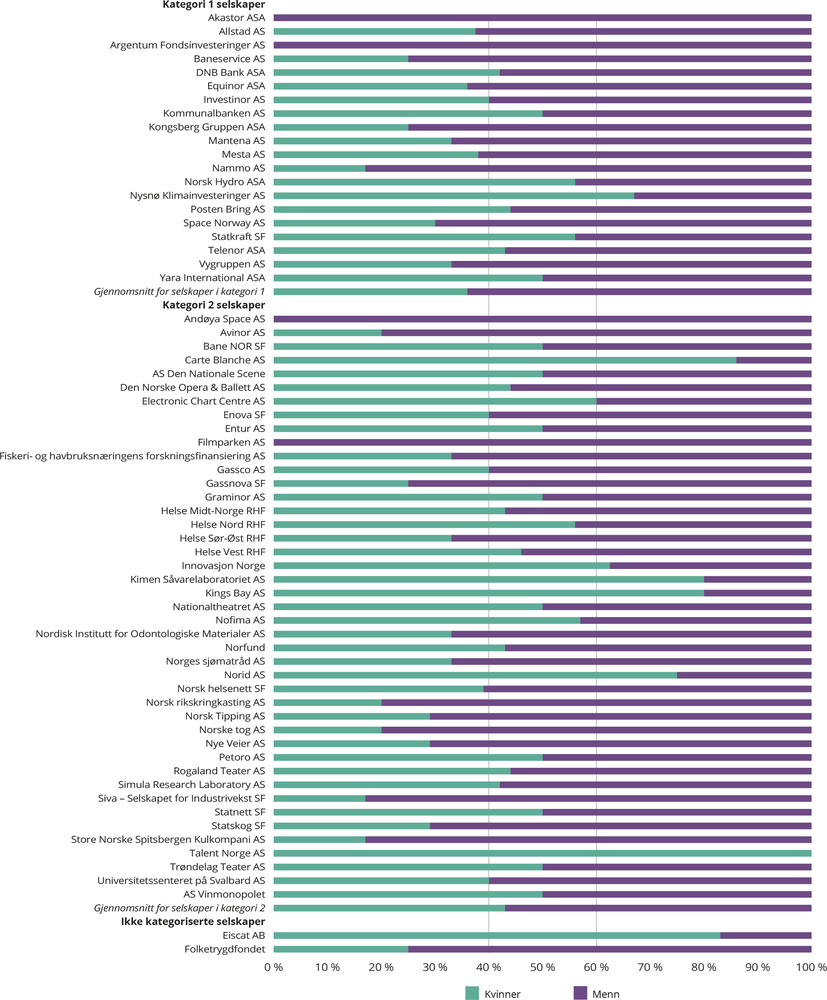 Kategori 1 selskaper
Akastor ASA
Allstad AS
Argentum Fondsinvesteringer AS
Baneservice AS
DNB Bank ASA
Equinor ASA
Investinor AS
Kommunalbanken AS
Kongsberg Gruppen ASA
Mantena AS
Mesta AS
Nammo AS
Norsk Hydro ASA
Nysnø Klimainvesteringer AS
Posten Bring AS
Space Norway AS
Statkraft SF
Telenor ASA
Vygruppen AS
Yara International ASA
Gjennomsnitt for selskaper i kategori 1
Kategori 2 selskaper
Andøya Space AS
Avinor AS
Bane NOR SF
Carte Blanche AS
AS Den Nationale Scene
Den Norske Opera & Ballett AS
Electronic Chart Centre AS
Enova SF
Entur AS
Filmparken AS
Fiskeri- og havbruksnæringens forskningsfinansiering AS
Gassco AS
Gassnova SF
Graminor AS
Helse Midt-Norge RHF
Helse Nord RHF
Helse Sør-Øst RHF
Helse Vest RHF
Innovasjon Norge
Kimen Såvarelaboratoriet AS
Kings Bay AS
Nationaltheatret AS
Nofima AS
Nordisk Institutt for Odontologiske Materialer AS
Norfund
Norges sjømatråd AS
Norid AS
Norsk helsenett SF
Norsk rikskringkasting AS
Norsk Tipping AS
Norske tog AS
Nye Veier AS
Petoro AS
Rogaland Teater AS
Simula Research Laboratory AS
Siva – Selskapet for Industrivekst SF
Statnett SF
Statskog SF
Store Norske Spitsbergen Kulkompani AS
Talent Norge AS
Trøndelag Teater AS
Universitetssenteret på Svalbard AS
AS Vinmonopolet
Gjennomsnitt for selskaper i kategori 2
Ikke kategoriserte selskaper
Eiscat AB
Folketrygdfondet
0 % 10 % 20 % 30 % 40 % 50 % 60 % 70 % 80 % 90 % 100 %
Kvinner Menn